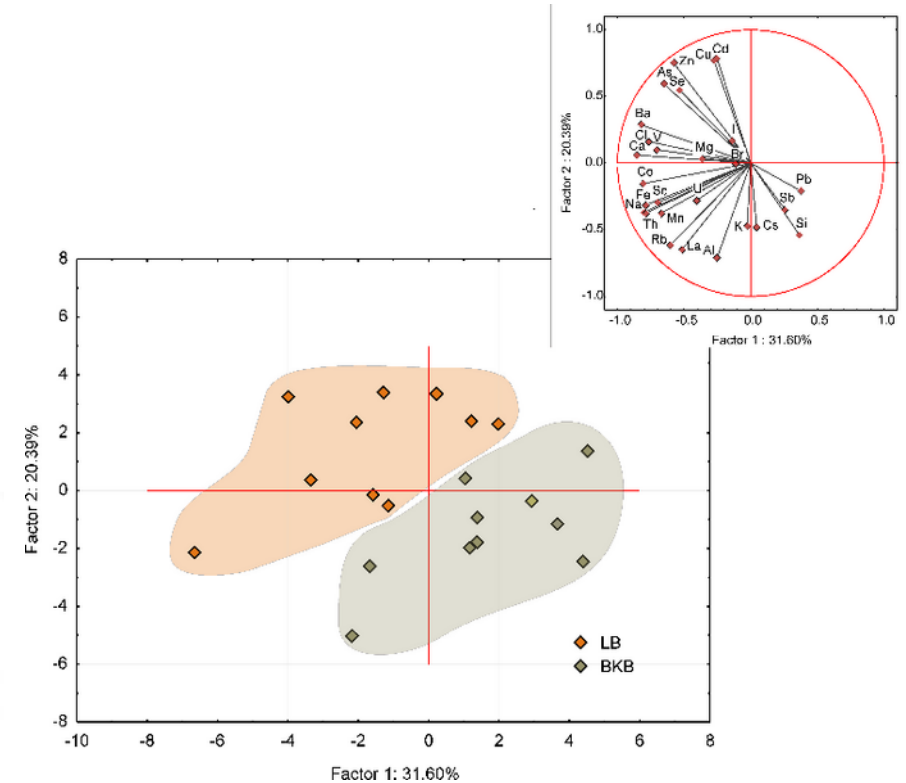 1.0
0.5
0.0
-0.5
-1.0
Factor 2 : 20.39%
Cu Cd
Zn
As
Se
Ba
I
Cl V
Ca
Mg
Br
Co
Pb
Fe Sc
U
Sb
Na
Th Mn
K Cs
Si
Rb
La Al
-1.0 -0.5 0.0 0.5 1.0
Factor 1 : 31.60%
8
6
4
2
0
-2
-4
-6
-8
Factor 2: 20.39%
LB
BKB
-10 -8 -6 -4 -2 0 2 4 6 8
Factor 1: 31.60%